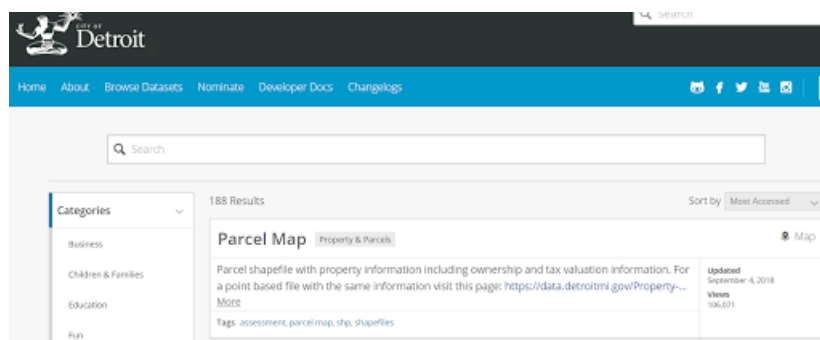 Search
CITY OF
Detroit
Home About Browse Datasets Nominate Developer Docs Changelogs
Search
Categories
188 Results
Sort by Most Accessed
Business
Children & Families
Education
Fun
Parcel Map Property & Parcels Map
Parcel shapefile with property information including ownership and tax valuation information. For
a point based file with the same information visit this page: https://data.detroitmi.gov/Property-...
More
Tags assessment, parcel map, shp, shapefiles
Updated
September 4, 2018
Views
106,071